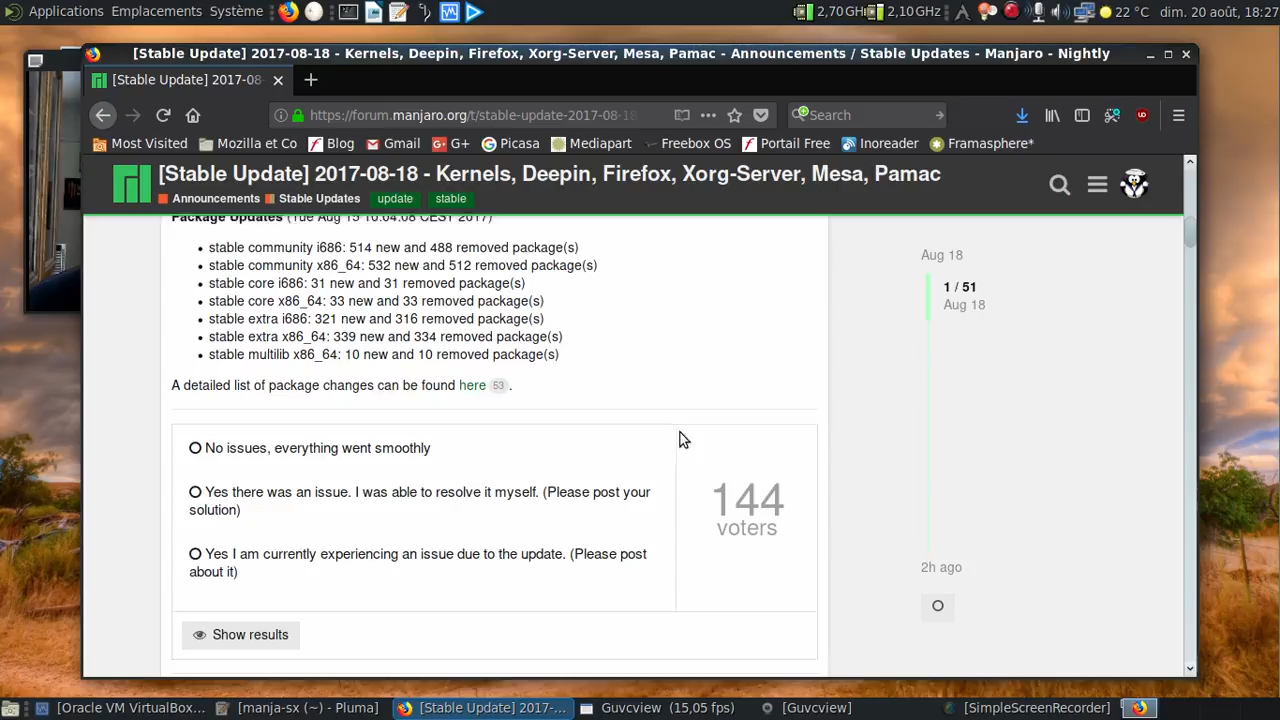 Applications Emplacements Système 2,70 GHz 2,10 GHz 22 °C dim. 20 août, 18:27
[Stable Update] 2017-08-18 - Kernels, Deepin, Firefox, Xorg-Server, Mesa, Pamac - Announcements / Stable Updates - Manjaro - Nightly
[Stable Update] 2017-08-
https://forum.manjaro.org/t/stable-update-2017-08-18 Search
Most Visited Mozilla et Co Blog Gmail G+ Picasa Mediapart Freebox OS Portail Free Inoreader Framasphere*
[Stable Update] 2017-08-18 - Kernels, Deepin, Firefox, Xorg-Server, Mesa, Pamac
Announcements Stable Updates update stable
Package Updates (Tue Aug 15 10:04:08 CEST 2017)
• stable community i686: 514 new and 488 removed package(s)
• stable community x86_64: 532 new and 512 removed package(s)
• stable core i686: 31 new and 31 removed package(s)
• stable core x86_64: 33 new and 33 removed package(s)
• stable extra i686: 321 new and 316 removed package(s)
• stable extra x86_64: 339 new and 334 removed package(s)
• stable multilib x86_64: 10 new and 10 removed package(s)
A detailed list of package changes can be found here 53.
No issues, everything went smoothly
Yes there was an issue. I was able to resolve it myself. (Please post your
solution)
Yes I am currently experiencing an issue due to the update. (Please post
about it)
144
voters
Show results
Aug 18
1 / 51
Aug 18
2h ago
[Oracle VM VirtualBox... [manja-sx (~) - Pluma] [Stable Update] 2017-... Guvcview (15,05 fps) [Guvcview] [SimpleScreenRecorder]